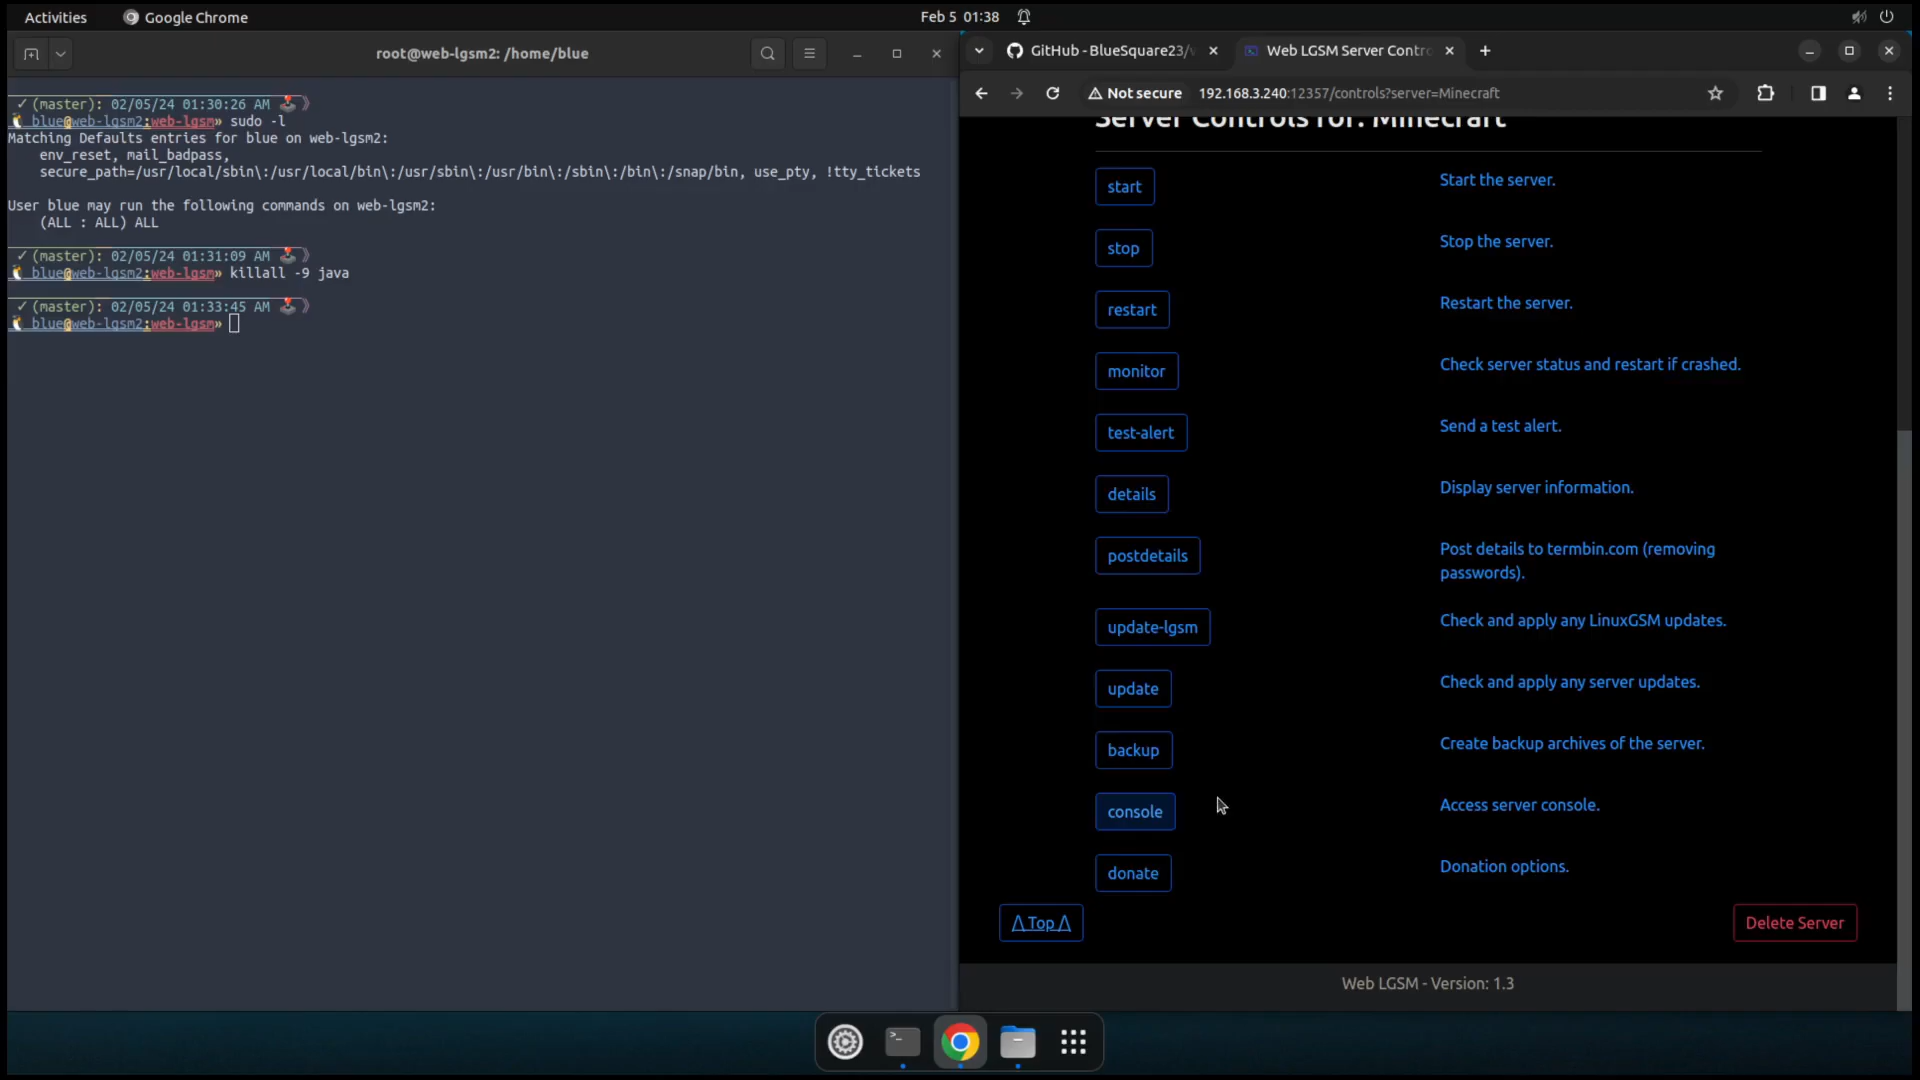 Activities
Google Chrome
Feb 5 01:38
root@web-lgsm2: /home/blue
✓ (master): 02/05/24 01:30:26 AM 🕹️ ⟩
🐧 blue@web-lgsm2:web-lgsm» sudo -l
Matching Defaults entries for blue on web-lgsm2:
env_reset, mail_badpass,
secure_path=/usr/local/sbin\:/usr/local/bin\:/usr/sbin\:/usr/bin\:/sbin\:/bin\:/snap/bin, use_pty, !tty_tickets
User blue may run the following commands on web-lgsm2:
(ALL : ALL) ALL
✓ (master): 02/05/24 01:31:09 AM 🕹️ ⟩
🐧 blue@web-lgsm2:web-lgsm» killall -9 java
✓ (master): 02/05/24 01:33:45 AM 🕹️ ⟩
🐧 blue@web-lgsm2:web-lgsm»
GitHub - BlueSquare23/
Web LGSM Server Contr
Not secure 192.168.3.240:12357/controls?server=Minecraft
Server Controls for: Minecraft
start Start the server.
stop Stop the server.
restart Restart the server.
monitor Check server status and restart if crashed.
test-alert Send a test alert.
details Display server information.
postdetails Post details to termbin.com (removing
passwords).
update-lgsm Check and apply any LinuxGSM updates.
update Check and apply any server updates.
backup Create backup archives of the server.
console Access server console.
donate Donation options.
/\ Top /\
Delete Server
Web LGSM - Version: 1.3